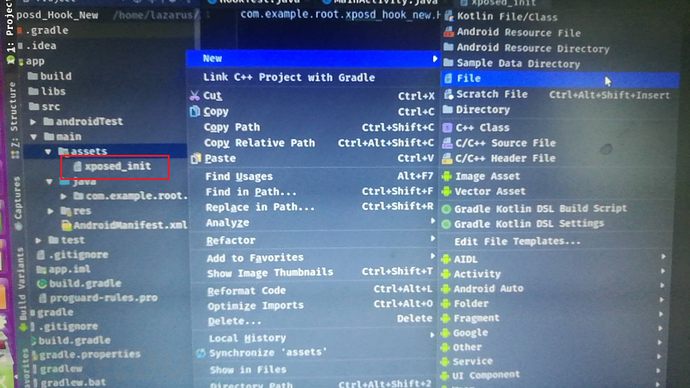 HookTest.java
MainActivity.java
xposed_init
com.example.root.xposd_hook_new.H
1: Project
Z: Structure
Captures
Build Variants
Favorites
posd_Hook_New
/home/lazarus
.gradle
.idea
app
build
libs
src
androidTest
main
assets
xposed_init
java
com.example.root.
res
AndroidManifest.xml
test
.gitignore
app.iml
build.gradle
proguard-rules.pro
gradle
.gitignore
build.gradle
gradle.properties
gradlew
gradlew.bat
New
Link C++ Project with Gradle
Cut Ctrl+X
Copy Ctrl+C
Copy Path Ctrl+Shift+C
Copy Relative Path Ctrl+Alt+Shift+C
Paste Ctrl+V
Find Usages Alt+F7
Find in Path... Ctrl+Shift+F
Replace in Path... Ctrl+Shift+R
Analyze
Refactor
Add to Favorites
Show Image Thumbnails Ctrl+Shift+T
Reformat Code Ctrl+Alt+L
Optimize Imports Ctrl+Alt+O
Delete... Delete
Local History
Synchronize 'assets'
Show in Files
Directory Path Ctrl+Alt+Shift+2
Kotlin File/Class
Android Resource File
Android Resource Directory
Sample Data Directory
File
Scratch File Ctrl+Alt+Shift+Insert
Directory
C++ Class
C/C++ Source File
C/C++ Header File
Image Asset
Vector Asset
Gradle Kotlin DSL Build Script
Gradle Kotlin DSL Settings
Edit File Templates...
AIDL
Activity
Android Auto
Folder
Fragment
Google
Other
Service
UI Component